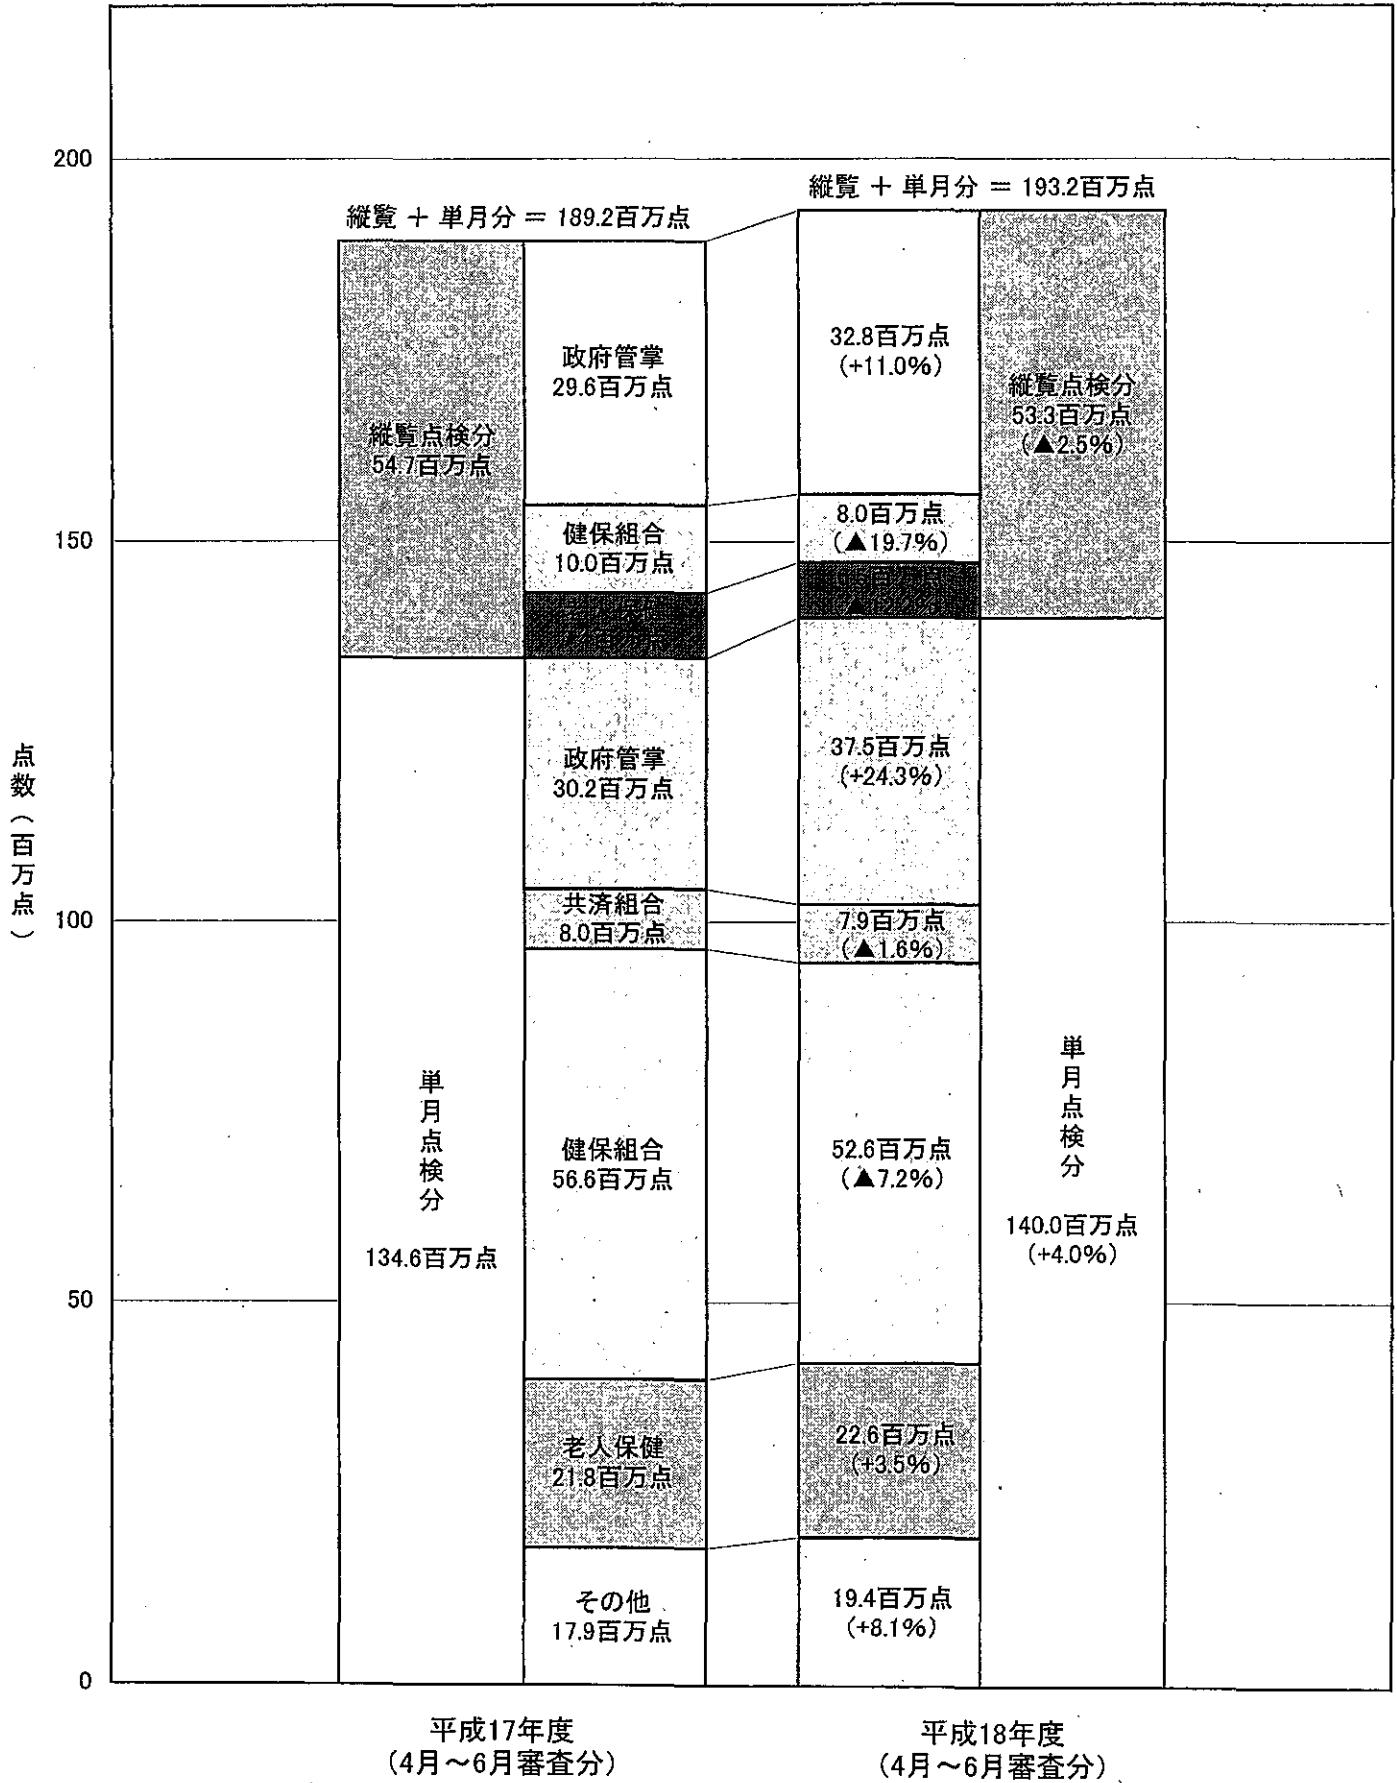 200
150
100
50
0
点数（百万点）
縦覧 ＋ 単月分 ＝ 189.2百万点
縦覧点検分
54.7百万点
単月点検分
134.6百万点
政府管掌
29.6百万点
健保組合
10.0百万点
政府管掌
30.2百万点
共済組合
8.0百万点
健保組合
56.6百万点
老人保健
21.8百万点
その他
17.9百万点
平成17年度
（4月～6月審査分）
縦覧 ＋ 単月分 ＝ 193.2百万点
32.8百万点
（+11.0%）
8.0百万点
（▲19.7%）
37.5百万点
（+24.3%）
7.9百万点
（▲1.6%）
52.6百万点
（▲7.2%）
22.6百万点
（+3.5%）
19.4百万点
（+8.1%）
縦覧点検分
53.3百万点
（▲2.5%）
単月点検分
140.0百万点
（+4.0%）
平成18年度
（4月～6月審査分）